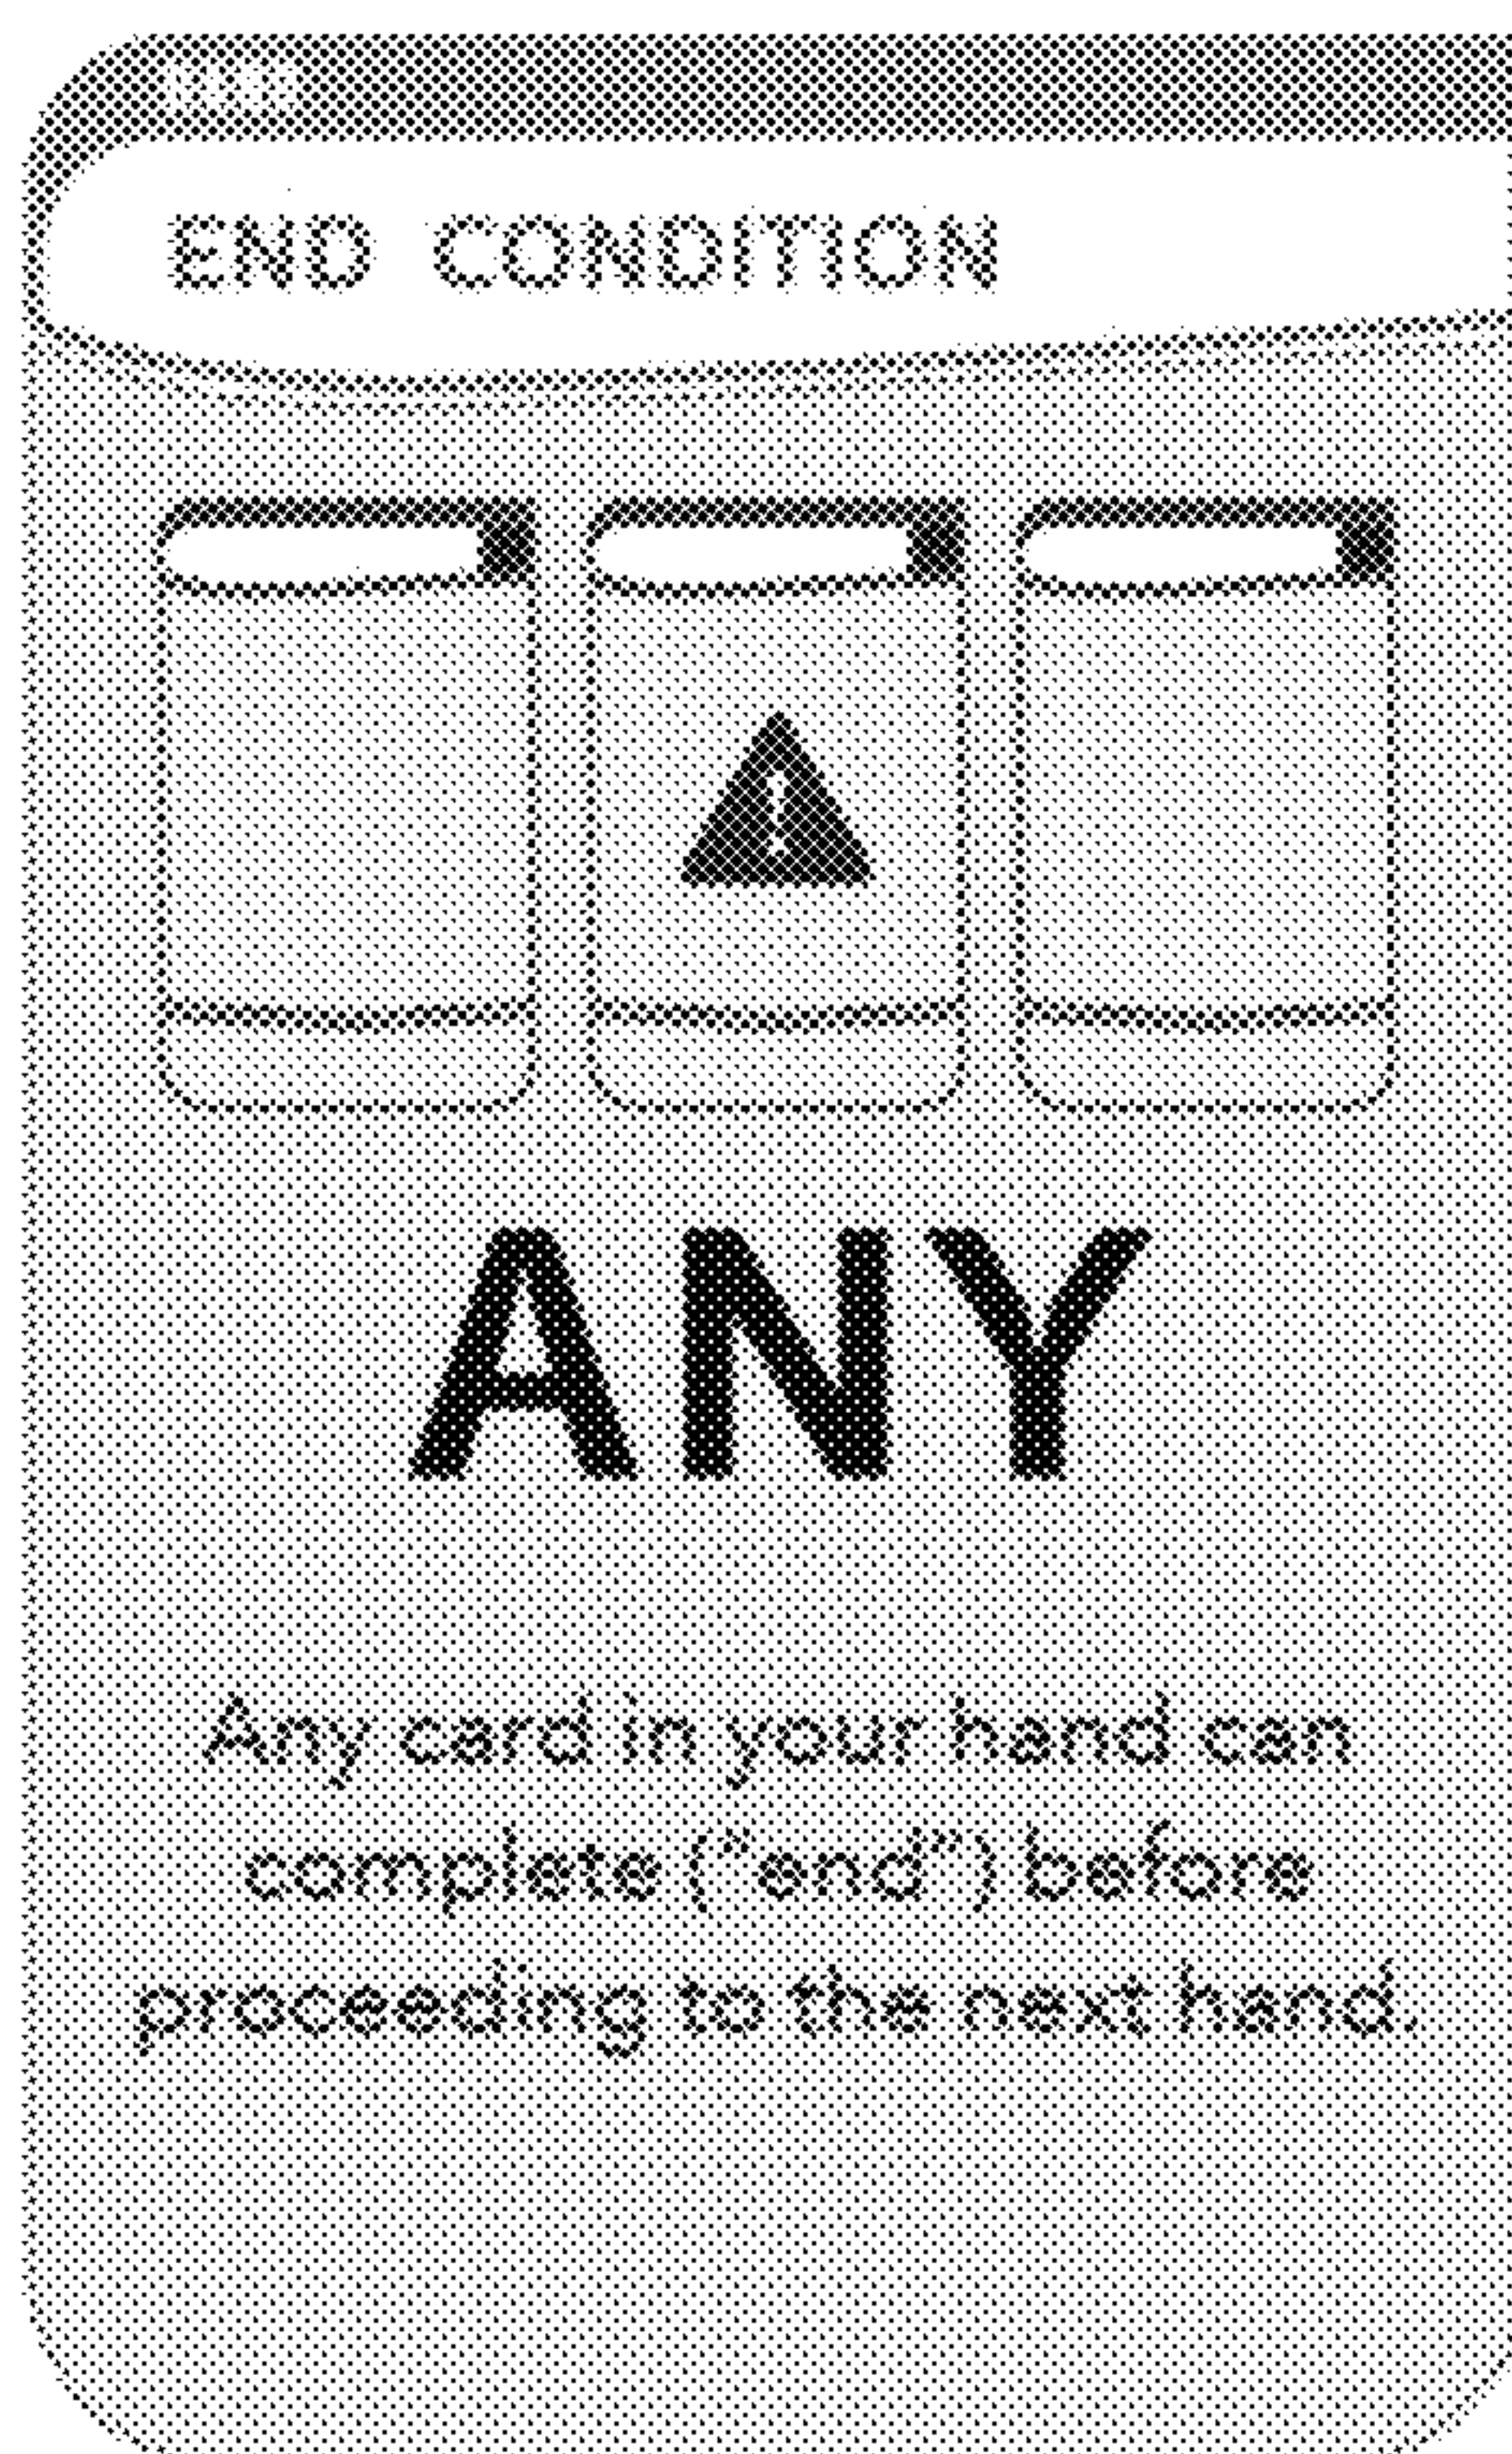 END CONDITION
ANY
Any card in your hand can
complete ("end") before
proceeding to the next hand.